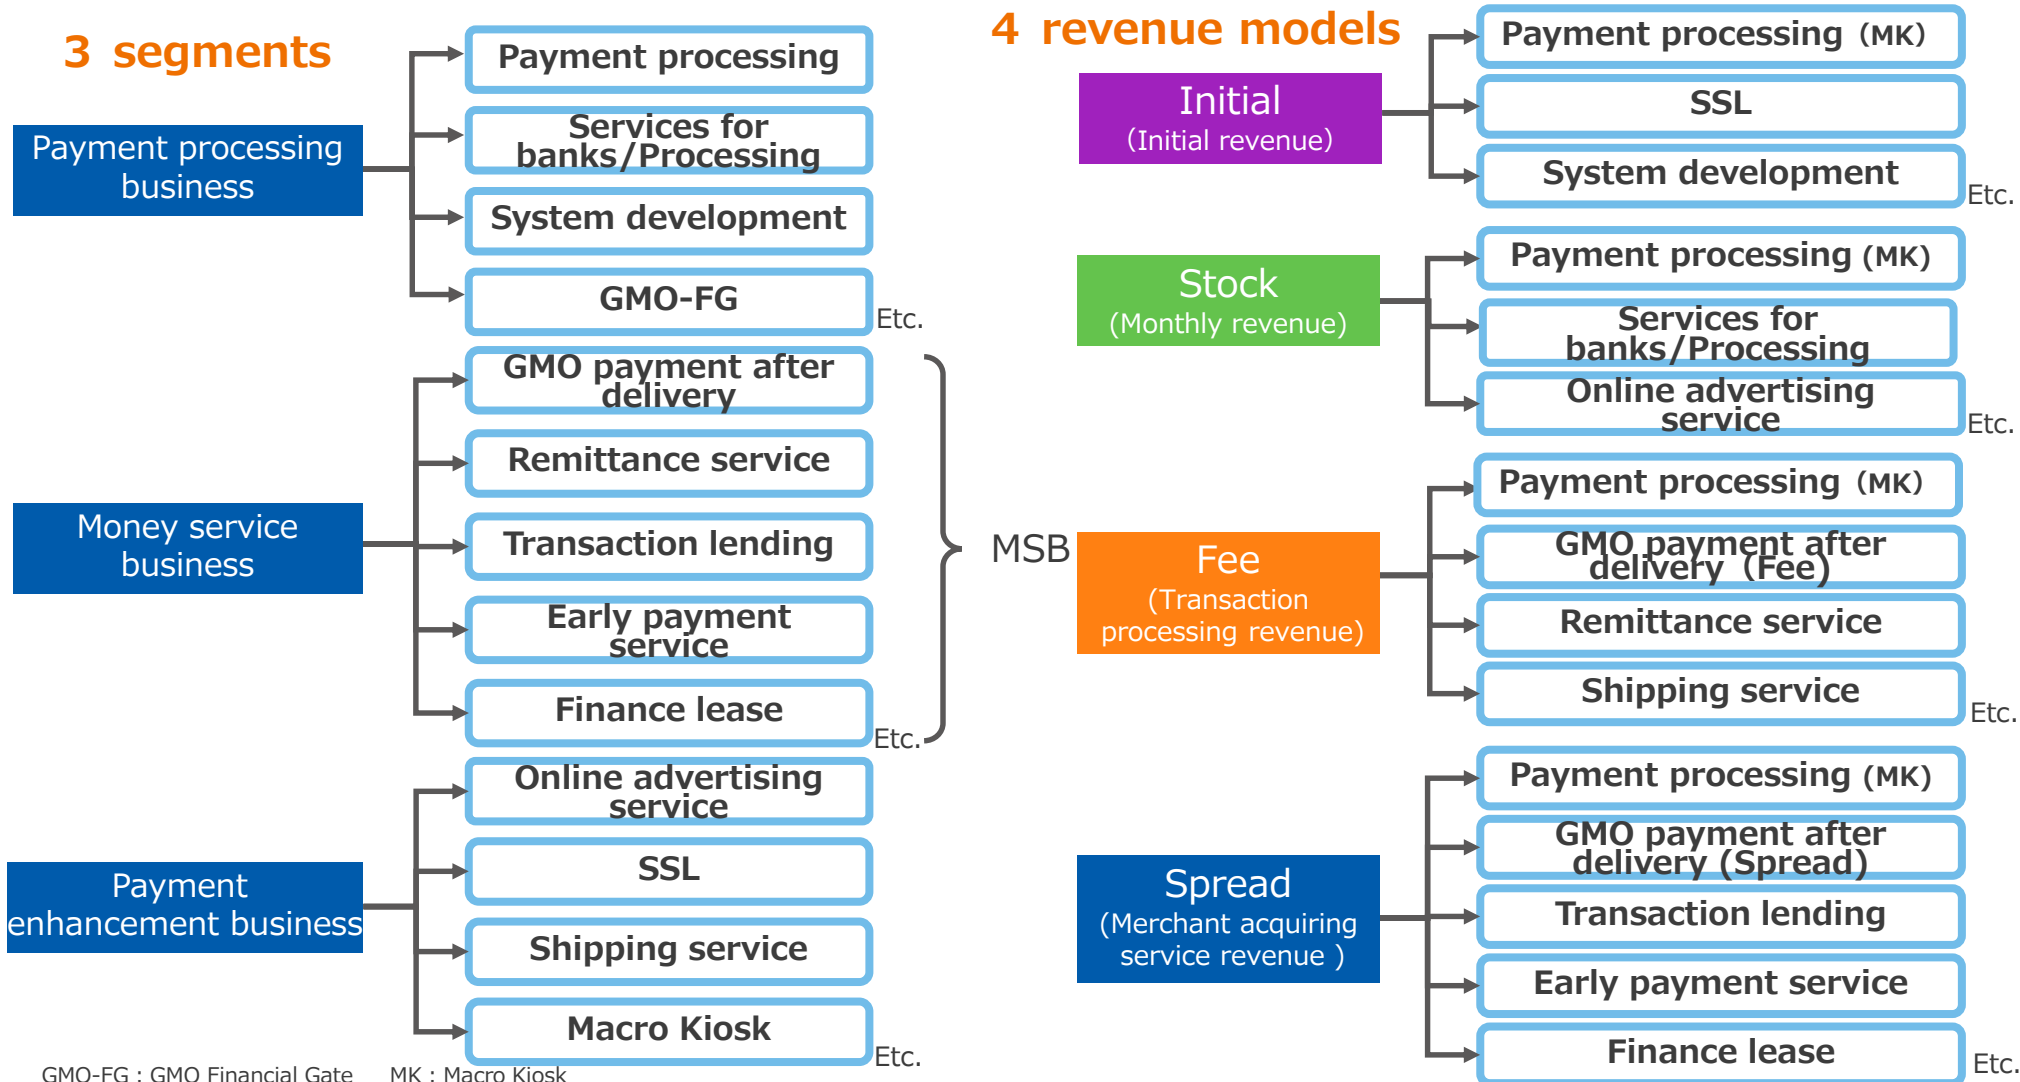 3 segments
Payment processing
business
Payment processing
Services for
banks/Processing
System development
GMO-FG
Etc.
Money service
business
GMO payment after
delivery
Remittance service
Transaction lending
Early payment
service
Finance lease
Etc.
MSB
Payment
enhancement business
Online advertising
service
SSL
Shipping service
Macro Kiosk
Etc.
GMO-FG : GMO Financial Gate MK : Macro Kiosk
4 revenue models
Initial
(Initial revenue)
Payment processing (MK)
SSL
System development
Etc.
Stock
(Monthly revenue)
Payment processing (MK)
Services for
banks/Processing
Online advertising
service
Etc.
Fee
(Transaction
processing revenue)
Payment processing (MK)
GMO payment after
delivery (Fee)
Remittance service
Shipping service
Etc.
Spread
(Merchant acquiring
service revenue )
Payment processing (MK)
GMO payment after
delivery (Spread)
Transaction lending
Early payment service
Finance lease
Etc.